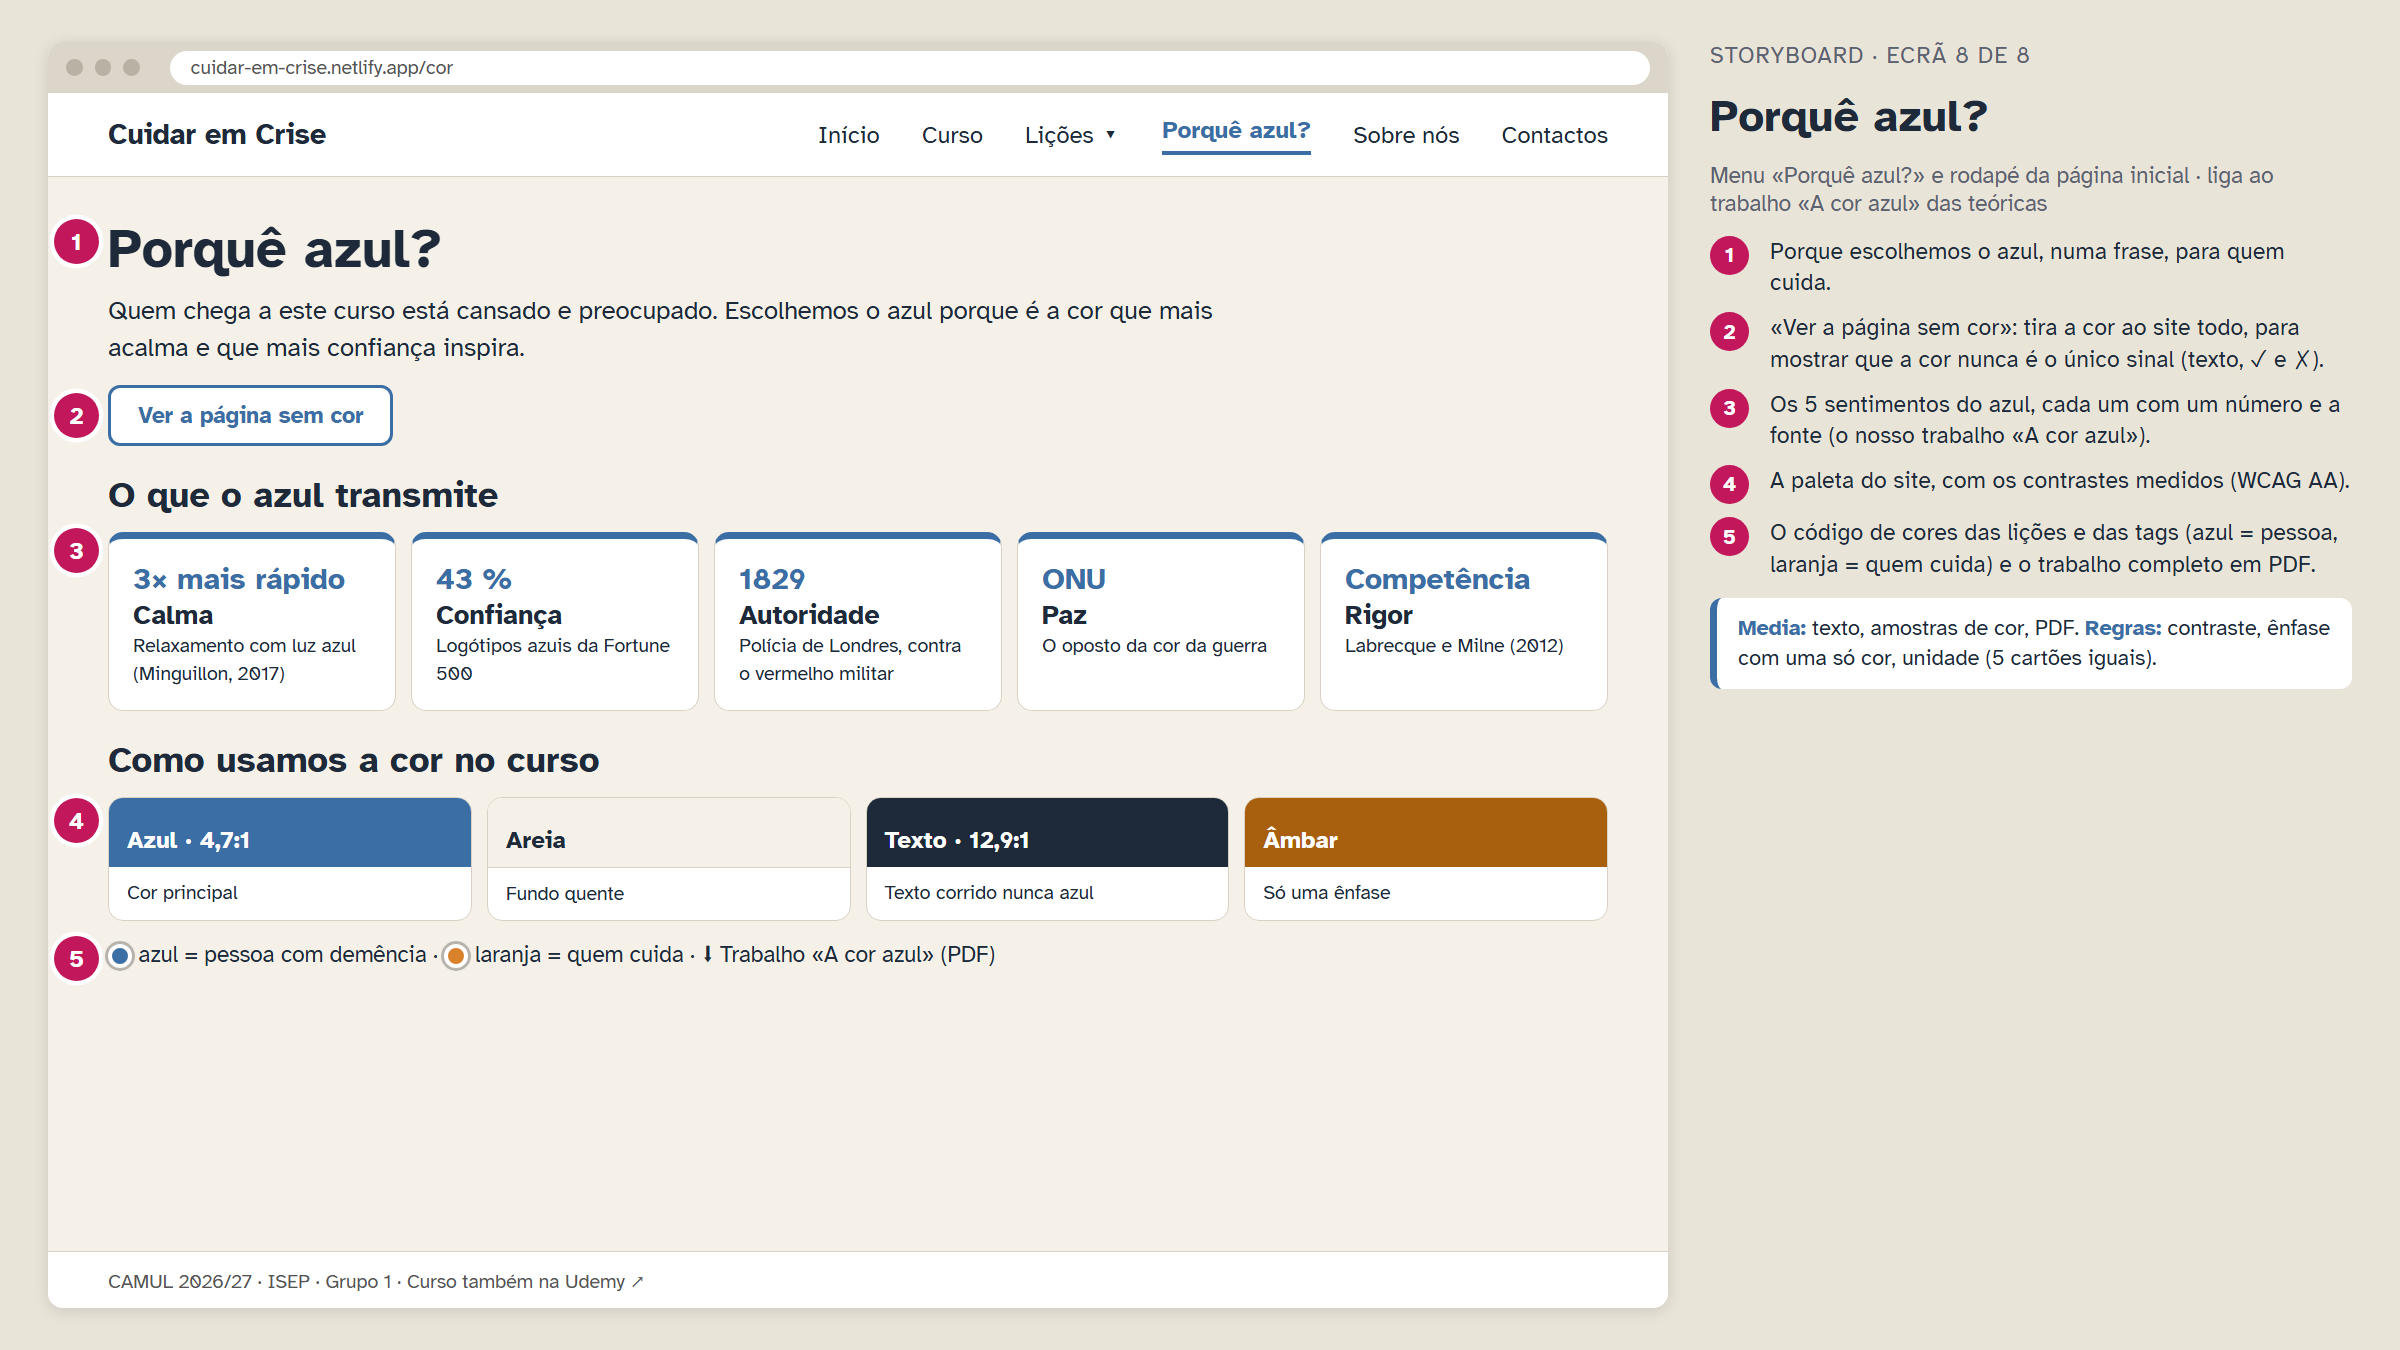 cuidar-em-crise.netlify.app/cor
Cuidar em Crise
Início
Curso
Lições ▼
Porquê azul?
Sobre nós
Contactos
1
Porquê azul?
Quem chega a este curso está cansado e preocupado. Escolhemos o azul porque é a cor que mais
acalma e que mais confiança inspira.
2
Ver a página sem cor
O que o azul transmite
3
3× mais rápido
Calma
Relaxamento com luz azul
(Minguillon, 2017)
43 %
Confiança
Logótipos azuis da Fortune
500
1829
Autoridade
Polícia de Londres, contra
o vermelho militar
ONU
Paz
O oposto da cor da guerra
Competência
Rigor
Labrecque e Milne (2012)
Como usamos a cor no curso
4
Azul · 4,7:1
Cor principal
Areia
Fundo quente
Texto · 12,9:1
Texto corrido nunca azul
Âmbar
Só uma ênfase
5
azul = pessoa com demência · laranja = quem cuida · ⬇ Trabalho «A cor azul» (PDF)
CAMUL 2026/27 · ISEP · Grupo 1 · Curso também na Udemy ↗
STORYBOARD · ECRÃ 8 DE 8
Porquê azul?
Menu «Porquê azul?» e rodapé da página inicial · liga ao
trabalho «A cor azul» das teóricas
1
Porque escolhemos o azul, numa frase, para quem
cuida.
2
«Ver a página sem cor»: tira a cor ao site todo, para
mostrar que a cor nunca é o único sinal (texto, ✓ e ✗).
3
Os 5 sentimentos do azul, cada um com um número e a
fonte (o nosso trabalho «A cor azul»).
4
A paleta do site, com os contrastes medidos (WCAG AA).
5
O código de cores das lições e das tags (azul = pessoa,
laranja = quem cuida) e o trabalho completo em PDF.
Media: texto, amostras de cor, PDF. Regras: contraste, ênfase
com uma só cor, unidade (5 cartões iguais).